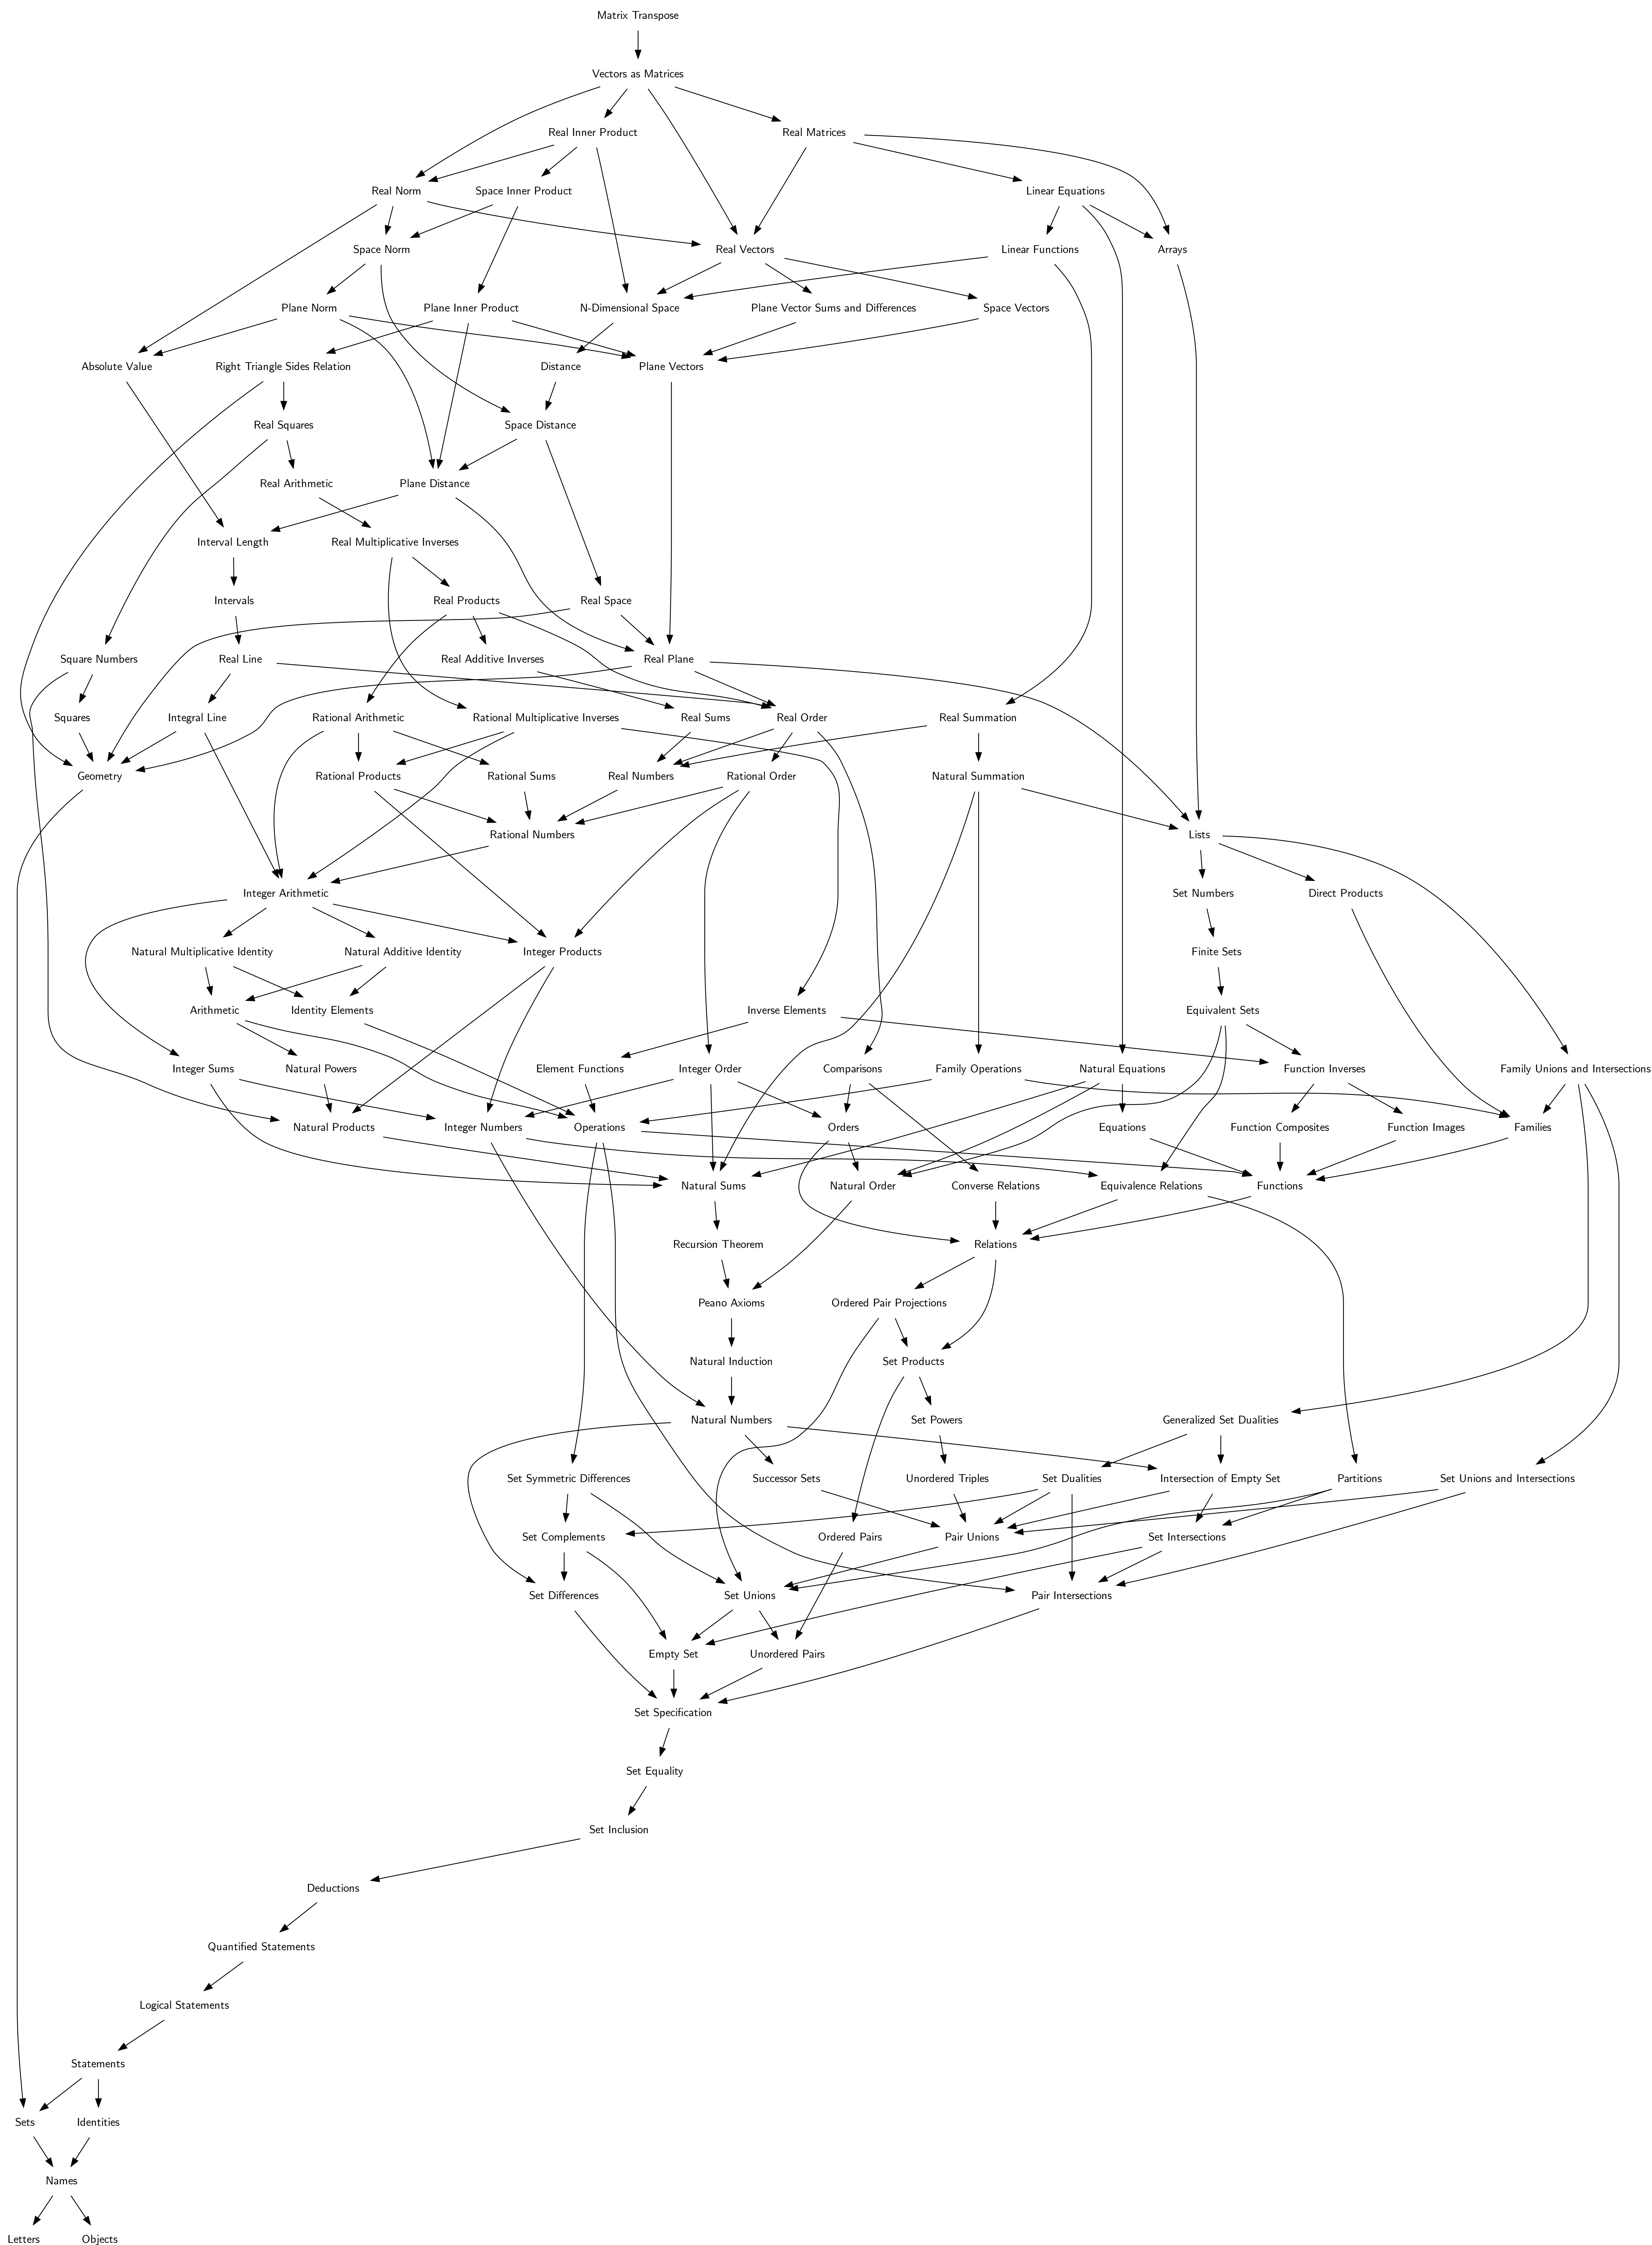 Matrix Transpose
Vectors as Matrices
Real Inner Product
Real Matrices
Real Norm
Space Inner Product
Linear Equations
Space Norm
Real Vectors
Linear Functions
Arrays
Plane Norm
Plane Inner Product
N-Dimensional Space
Plane Vector Sums and Differences
Space Vectors
Absolute Value
Right Triangle Sides Relation
Distance
Plane Vectors
Real Squares
Space Distance
Real Arithmetic
Plane Distance
Interval Length
Real Multiplicative Inverses
Intervals
Real Products
Real Space
Square Numbers
Real Line
Real Additive Inverses
Real Plane
Squares
Integral Line
Rational Arithmetic
Rational Multiplicative Inverses
Real Sums
Real Order
Real Summation
Geometry
Rational Products
Rational Sums
Real Numbers
Rational Order
Natural Summation
Rational Numbers
Lists
Integer Arithmetic
Set Numbers
Direct Products
Natural Multiplicative Identity
Natural Additive Identity
Integer Products
Finite Sets
Arithmetic
Identity Elements
Inverse Elements
Equivalent Sets
Integer Sums
Natural Powers
Element Functions
Integer Order
Comparisons
Family Operations
Natural Equations
Function Inverses
Family Unions and Intersections
Natural Products
Integer Numbers
Operations
Orders
Equations
Function Composites
Function Images
Families
Natural Sums
Natural Order
Converse Relations
Equivalence Relations
Functions
Recursion Theorem
Relations
Peano Axioms
Ordered Pair Projections
Natural Induction
Set Products
Natural Numbers
Set Powers
Generalized Set Dualities
Set Symmetric Differences
Successor Sets
Unordered Triples
Set Dualities
Intersection of Empty Set
Partitions
Set Unions and Intersections
Set Complements
Ordered Pairs
Pair Unions
Set Intersections
Set Differences
Set Unions
Pair Intersections
Empty Set
Unordered Pairs
Set Specification
Set Equality
Set Inclusion
Deductions
Quantified Statements
Logical Statements
Statements
Sets
Identities
Names
Letters
Objects